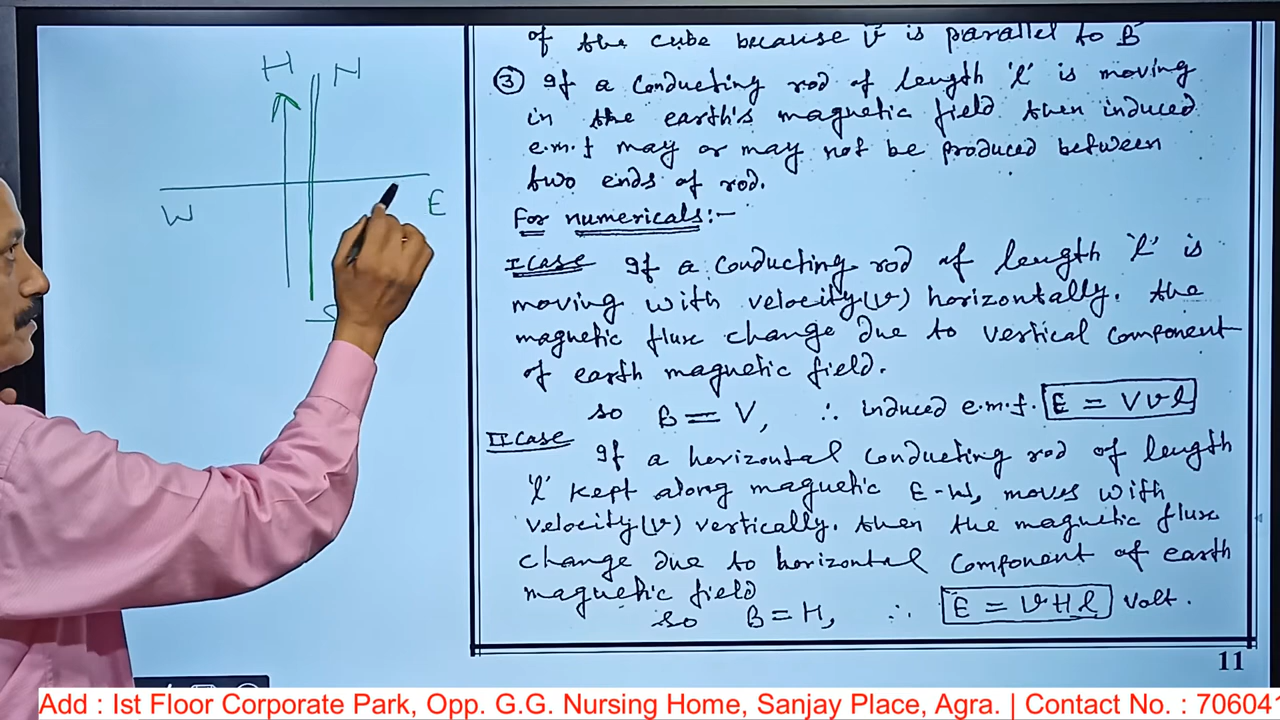 H
N
W
E
S
of the cube because v̄ is parallel to B̄
③ If a conducting rod of length 'l' is moving
in the earth's magnetic field then induced
e.m.f may or may not be produced between
two ends of rod.
For numericals:-
I case If a conducting rod of length 'l' is
moving with velocity(v) horizontally. the
magnetic flux change due to vertical component
of earth magnetic field.
so B = V, ∴ induced e.m.f. E = Vvl
II case
If a horizontal conducting rod of length
'l' kept along magnetic E-W, moves with
velocity(v) vertically. then the magnetic flux
change due to horizontal component of earth
magnetic field
so B = H, ∴ E = vHl volt.
11
Add : Ist Floor Corporate Park, Opp. G.G. Nursing Home, Sanjay Place, Agra. | Contact No. : 70604